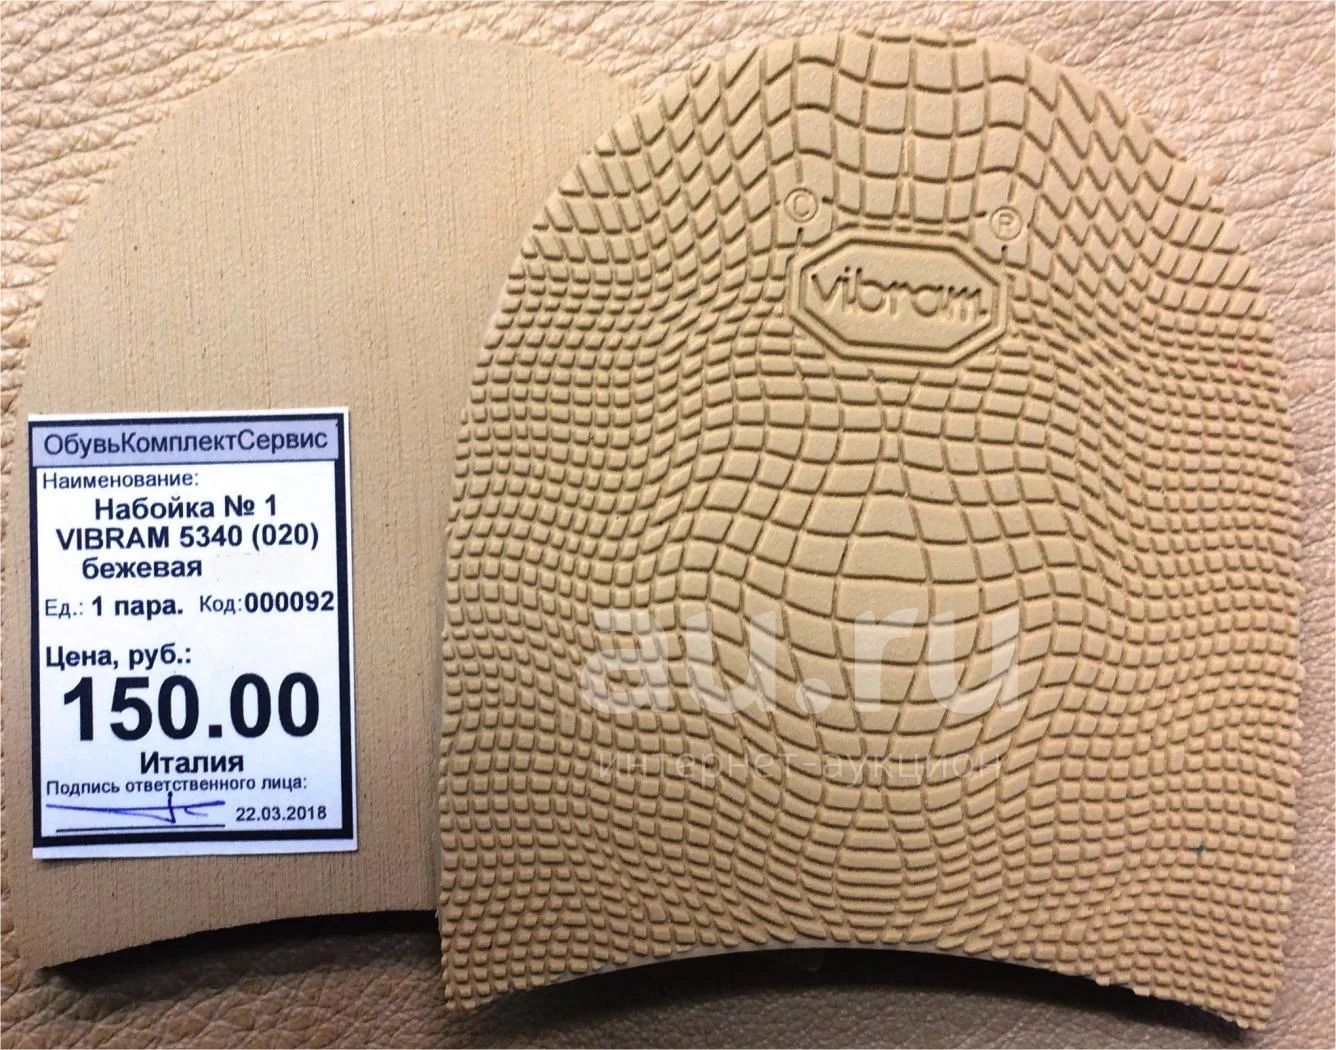 ОбувьКомплектСервис
Наименование:
Набойка № 1
VIBRAM 5340 (020)
бежевая
Ед.: 1 пара. Код:000092
Цена, руб.:
150.00
Италия
Подпись ответственного лица:
22.03.2018
© ®
vibram
au.ru
интернет-аукцион